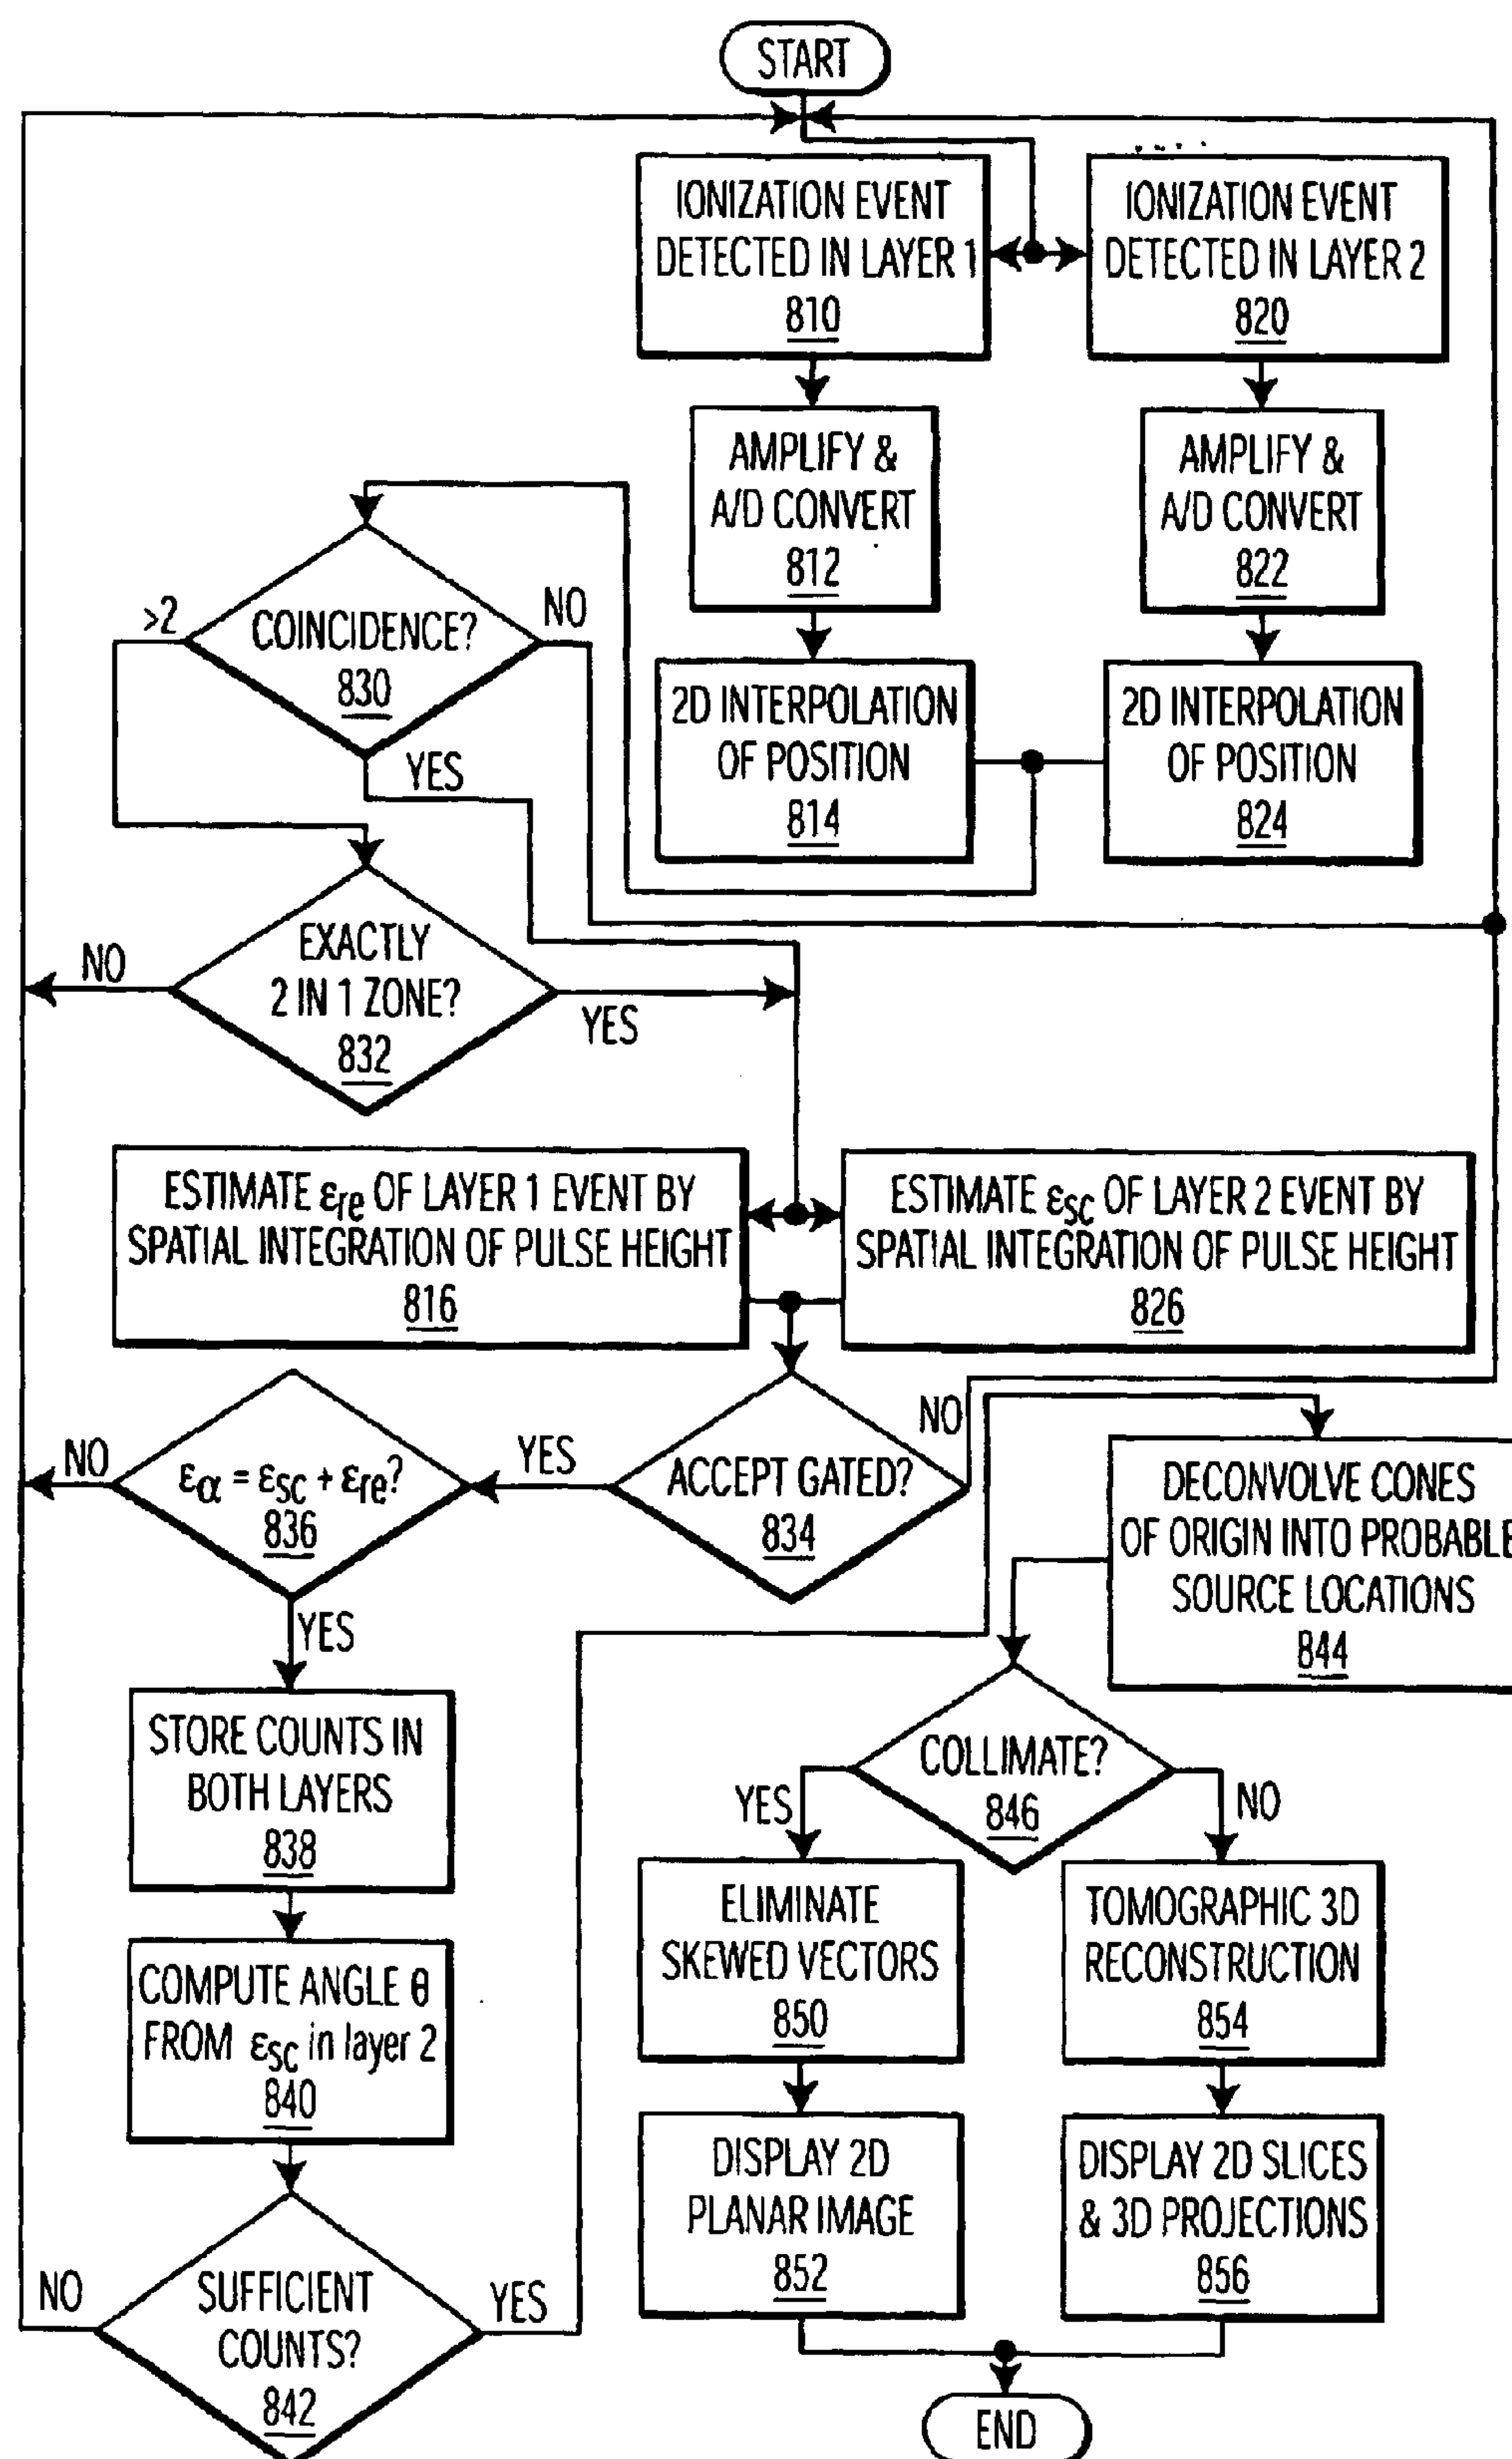 START
IONIZATION EVENT
DETECTED IN LAYER 1
810
IONIZATION EVENT
DETECTED IN LAYER 2
820
AMPLIFY &
A/D CONVERT
812
AMPLIFY &
A/D CONVERT
822
2D INTERPOLATION
OF POSITION
814
2D INTERPOLATION
OF POSITION
824
>2
COINCIDENCE?
830
NO
YES
NO
EXACTLY
2 IN 1 ZONE?
832
YES
ESTIMATE εre OF LAYER 1 EVENT BY
SPATIAL INTEGRATION OF PULSE HEIGHT
816
ESTIMATE εsc OF LAYER 2 EVENT BY
SPATIAL INTEGRATION OF PULSE HEIGHT
826
NO
ACCEPT GATED?
834
YES
NO
εα = εsc + εre?
836
YES
STORE COUNTS IN
BOTH LAYERS
838
COMPUTE ANGLE θ
FROM εsc in layer 2
840
NO
SUFFICIENT
COUNTS?
842
YES
DECONVOLVE CONES
OF ORIGIN INTO PROBABLE
SOURCE LOCATIONS
844
COLLIMATE?
846
YES
NO
ELIMINATE
SKEWED VECTORS
850
TOMOGRAPHIC 3D
RECONSTRUCTION
854
DISPLAY 2D
PLANAR IMAGE
852
DISPLAY 2D SLICES
& 3D PROJECTIONS
856
END